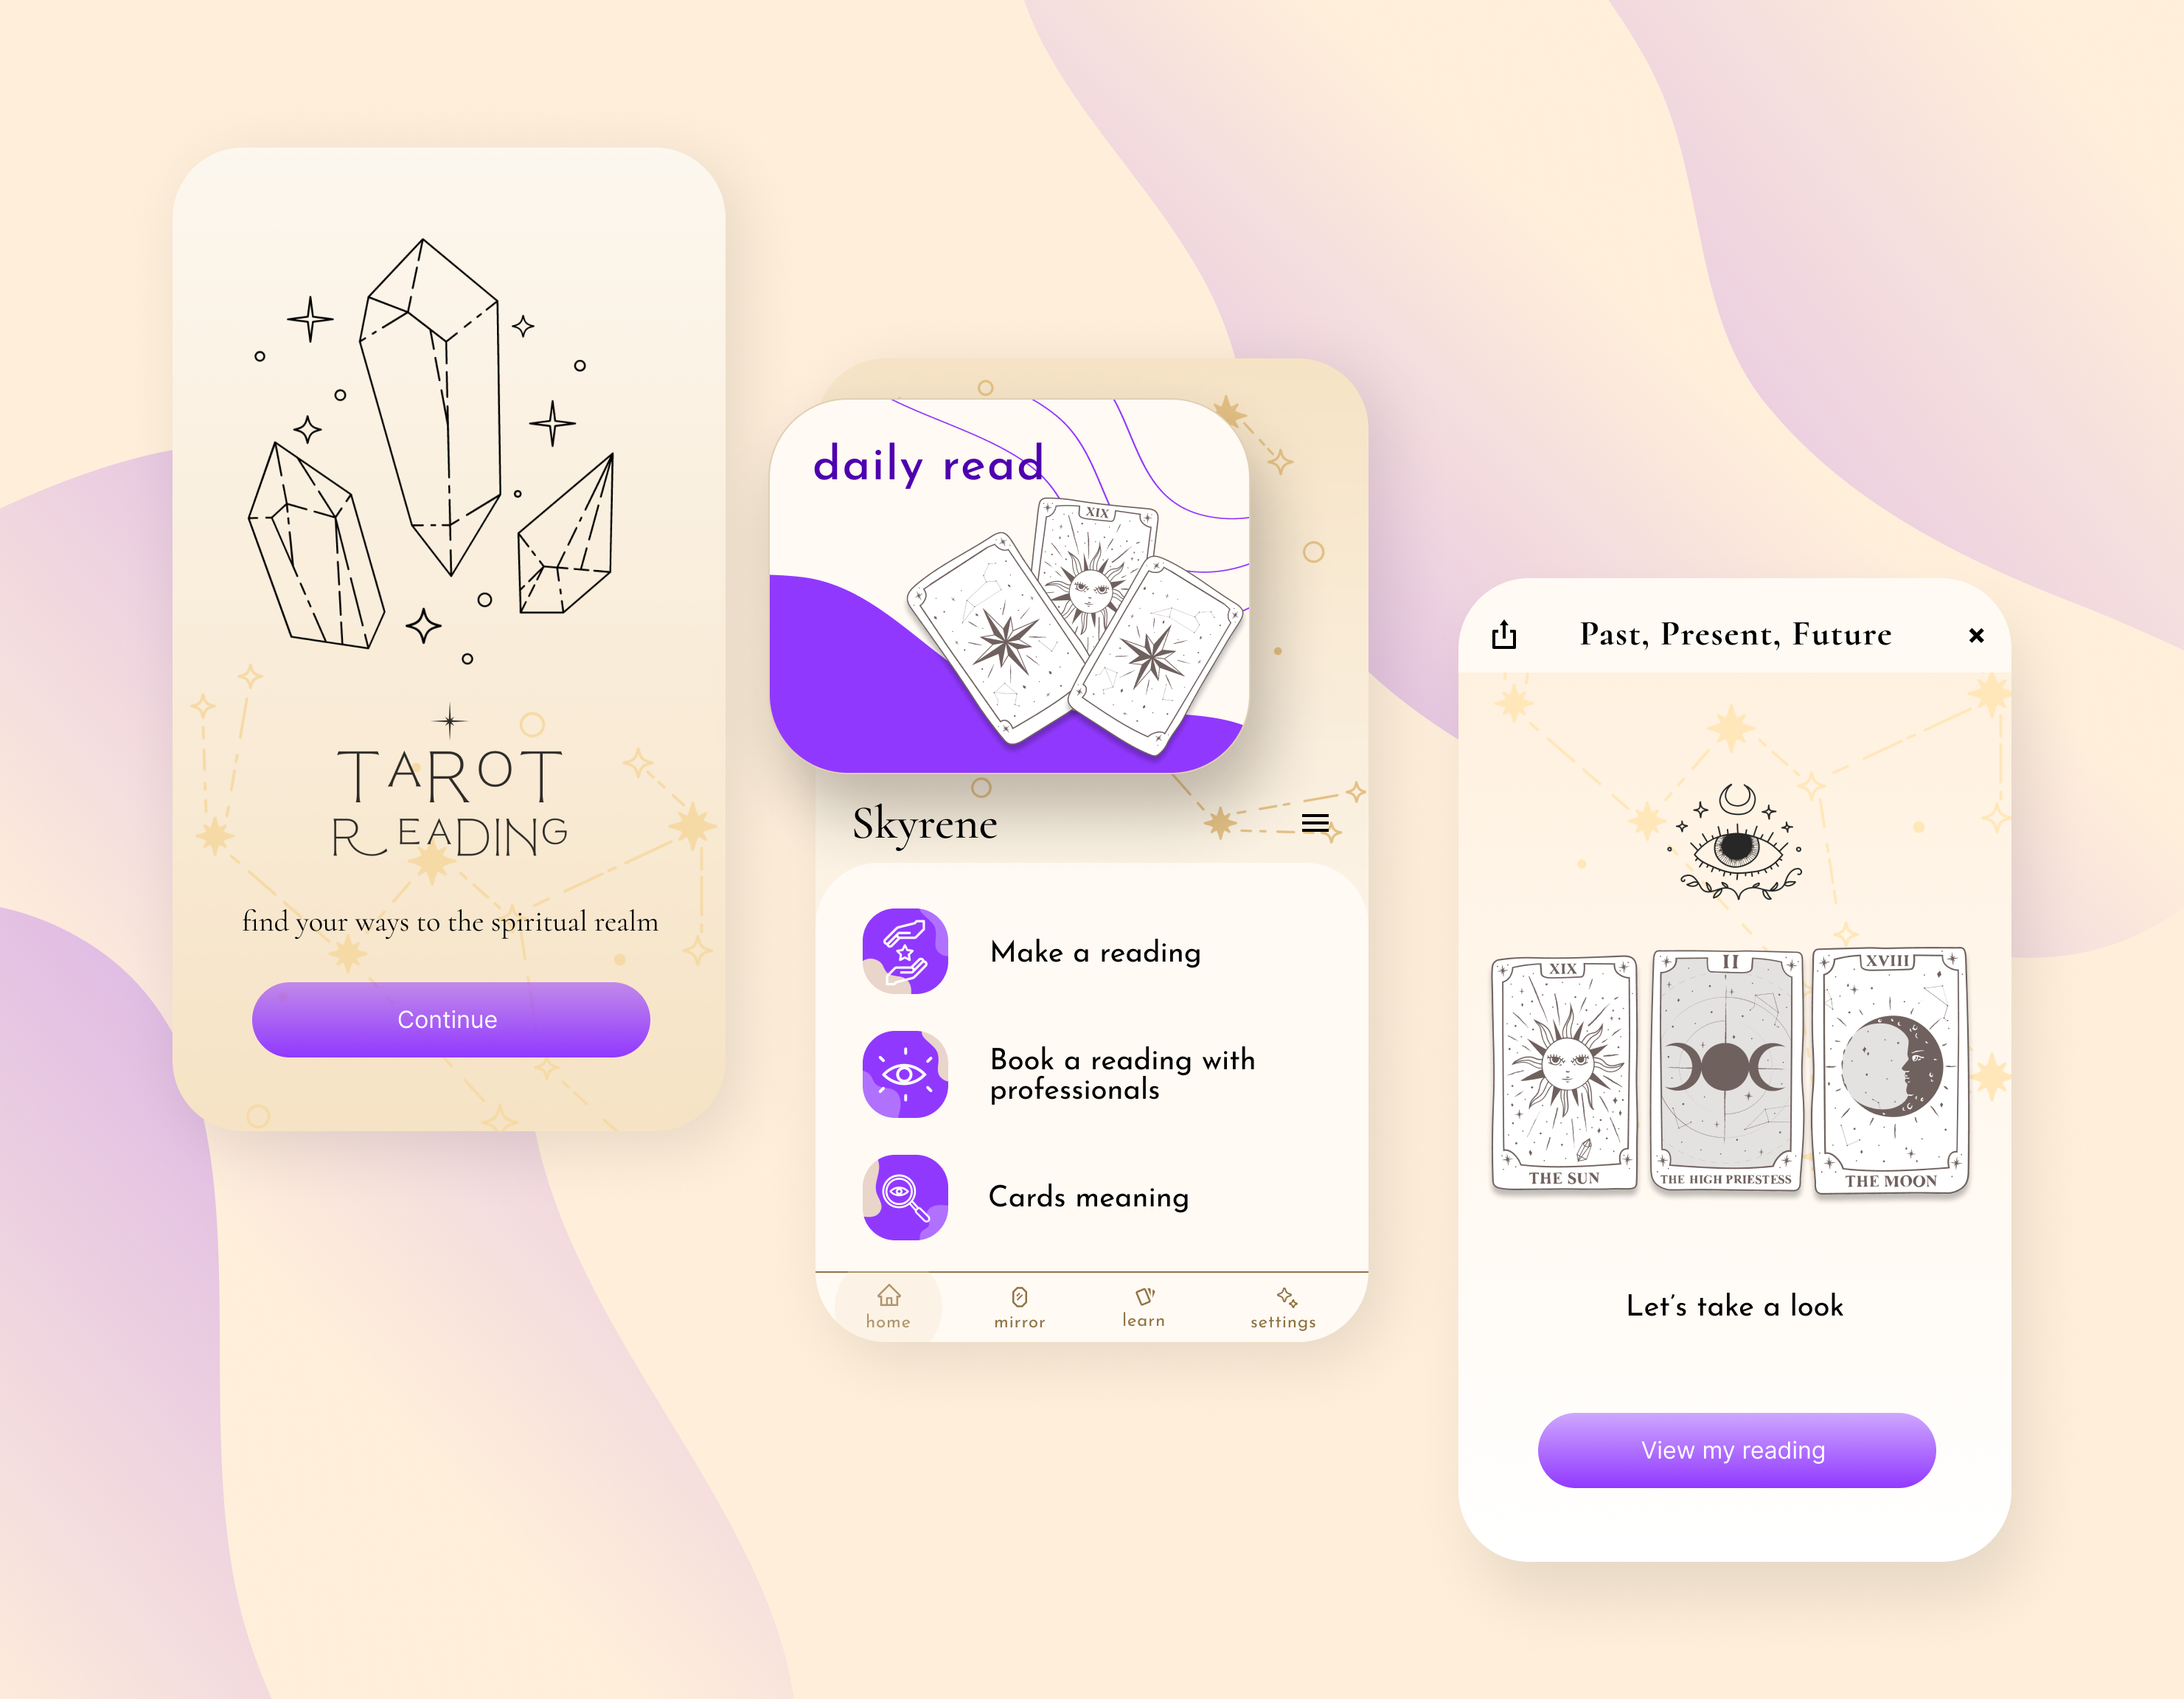 TAROT
READING
find your ways to the spiritual realm
Continue
daily read
XIX
Skyrene
Make a reading
Book a reading with
professionals
Cards meaning
home
mirror
learn
settings
Past, Present, Future
XIX
II
XVIII
THE SUN
THE HIGH PRIESTESS
THE MOON
Let's take a look
View my reading